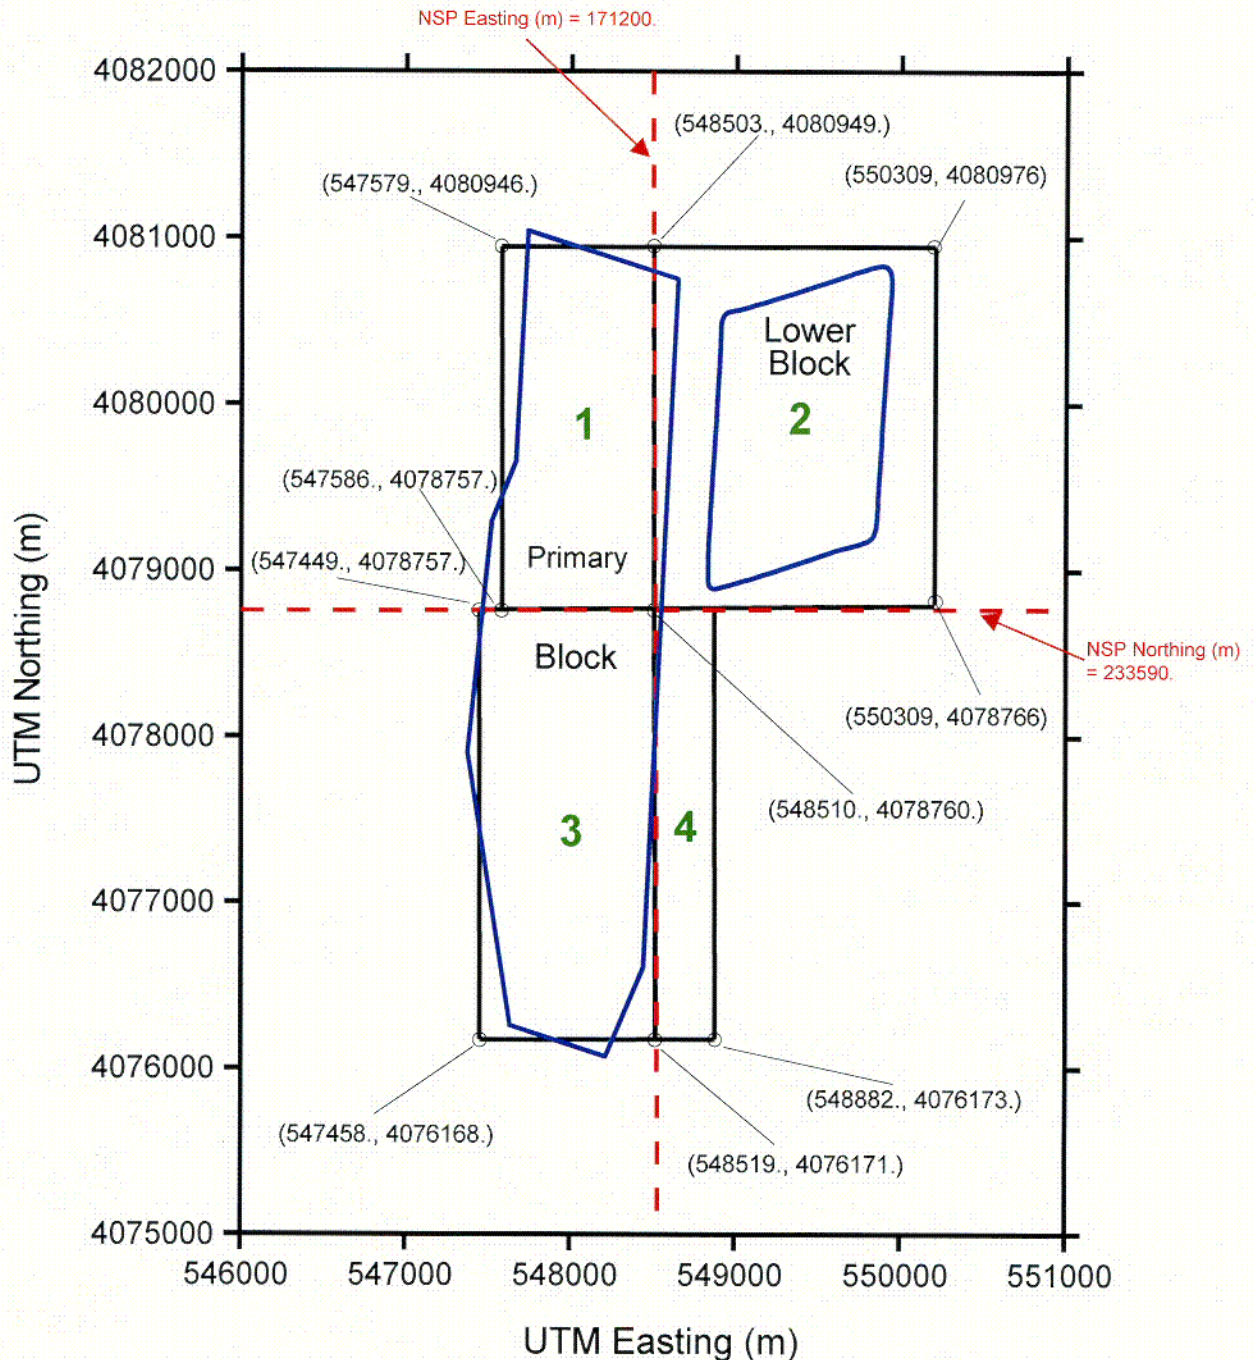 NSP Easting (m) = 171200.
4082000
(548503., 4080949.)
(547579., 4080946.)
(550309, 4080976)
4081000
Lower
Block
4080000
1
2
(547586., 4078757.)
(547449., 4078757.)
Primary
4079000
Block
NSP Northing (m)
= 233590.
UTM Northing (m)
(550309, 4078766)
4078000
(548510., 4078760.)
3
4
4077000
4076000
(548882., 4076173.)
(547458., 4076168.)
(548519., 4076171.)
4075000
546000 547000 548000 549000 550000 551000
UTM Easting (m)